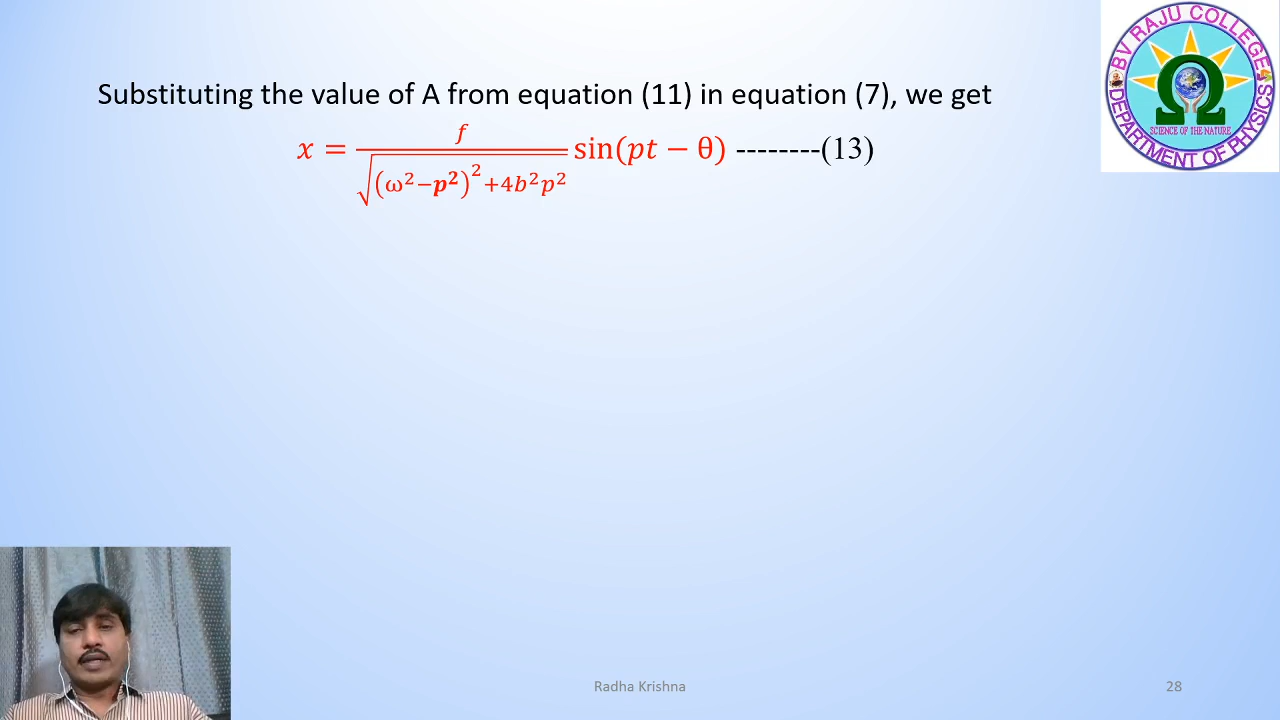 Substituting the value of A from equation (11) in equation (7), we get
x = f / √((ω²−p²)²+4b²p²) sin(pt − θ) --------(13)
BV RAJU COLLEGE
SCIENCE OF THE NATURE
DEPARTMENT OF PHYSICS
Radha Krishna
28